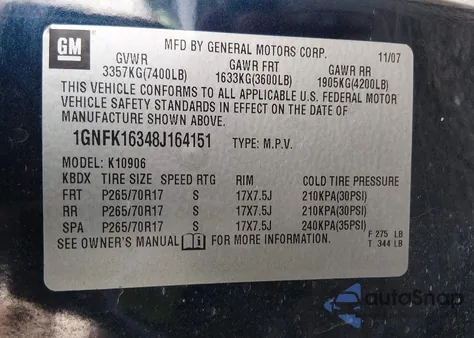 GM
MFD BY GENERAL MOTORS CORP. 11/07
GVWR GAWR FRT GAWR RR
3357KG(7400LB) 1633KG(3600LB) 1905KG(4200LB)
THIS VEHICLE CONFORMS TO ALL APPLICABLE U.S. FEDERAL MOTOR
VEHICLE SAFETY STANDARDS IN EFFECT ON THE DATE OF
MANUFACTURE SHOWN ABOVE.
1GNFK16348J164151 TYPE: M.P.V.
MODEL: K10906
KBDX TIRE SIZE SPEED RTG RIM COLD TIRE PRESSURE
FRT P265/70R17 S 17X7.5J 210KPA(30PSI)
RR P265/70R17 S 17X7.5J 210KPA(30PSI)
SPA P265/70R17 S 17X7.5J 240KPA(35PSI)
SEE OWNER'S MANUAL FOR MORE INFORMATION. F 275 LB
T 344 LB
autoSnap